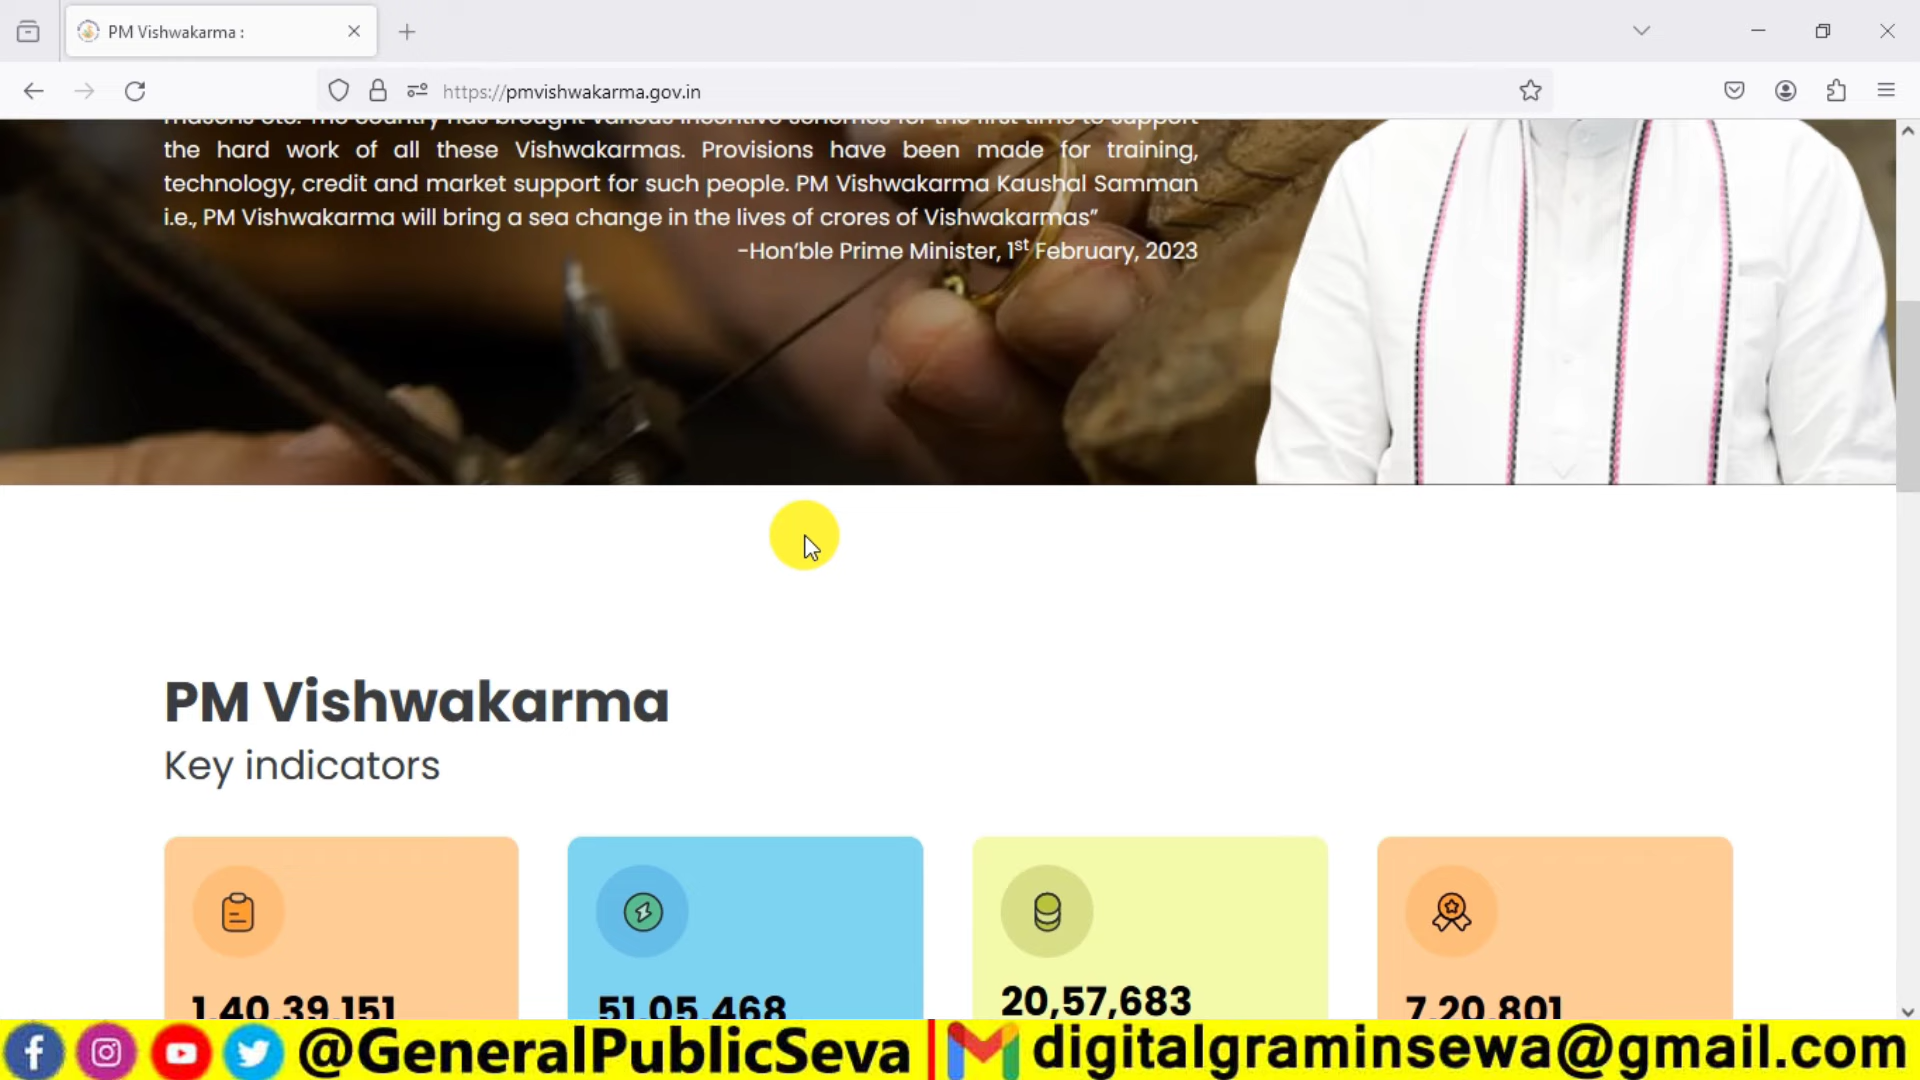 PM Vishwakarma :
https://pmvishwakarma.gov.in
masons etc. The country has brought various incentive schemes for the first time to support
the hard work of all these Vishwakarmas. Provisions have been made for training,
technology, credit and market support for such people. PM Vishwakarma Kaushal Samman
i.e., PM Vishwakarma will bring a sea change in the lives of crores of Vishwakarmas”
-Hon’ble Prime Minister, 1st February, 2023
PM Vishwakarma
Key indicators
1,40,39,151
51,05,468
20,57,683
7,20,801
@GeneralPublicSeva
digitalgraminsewa@gmail.com